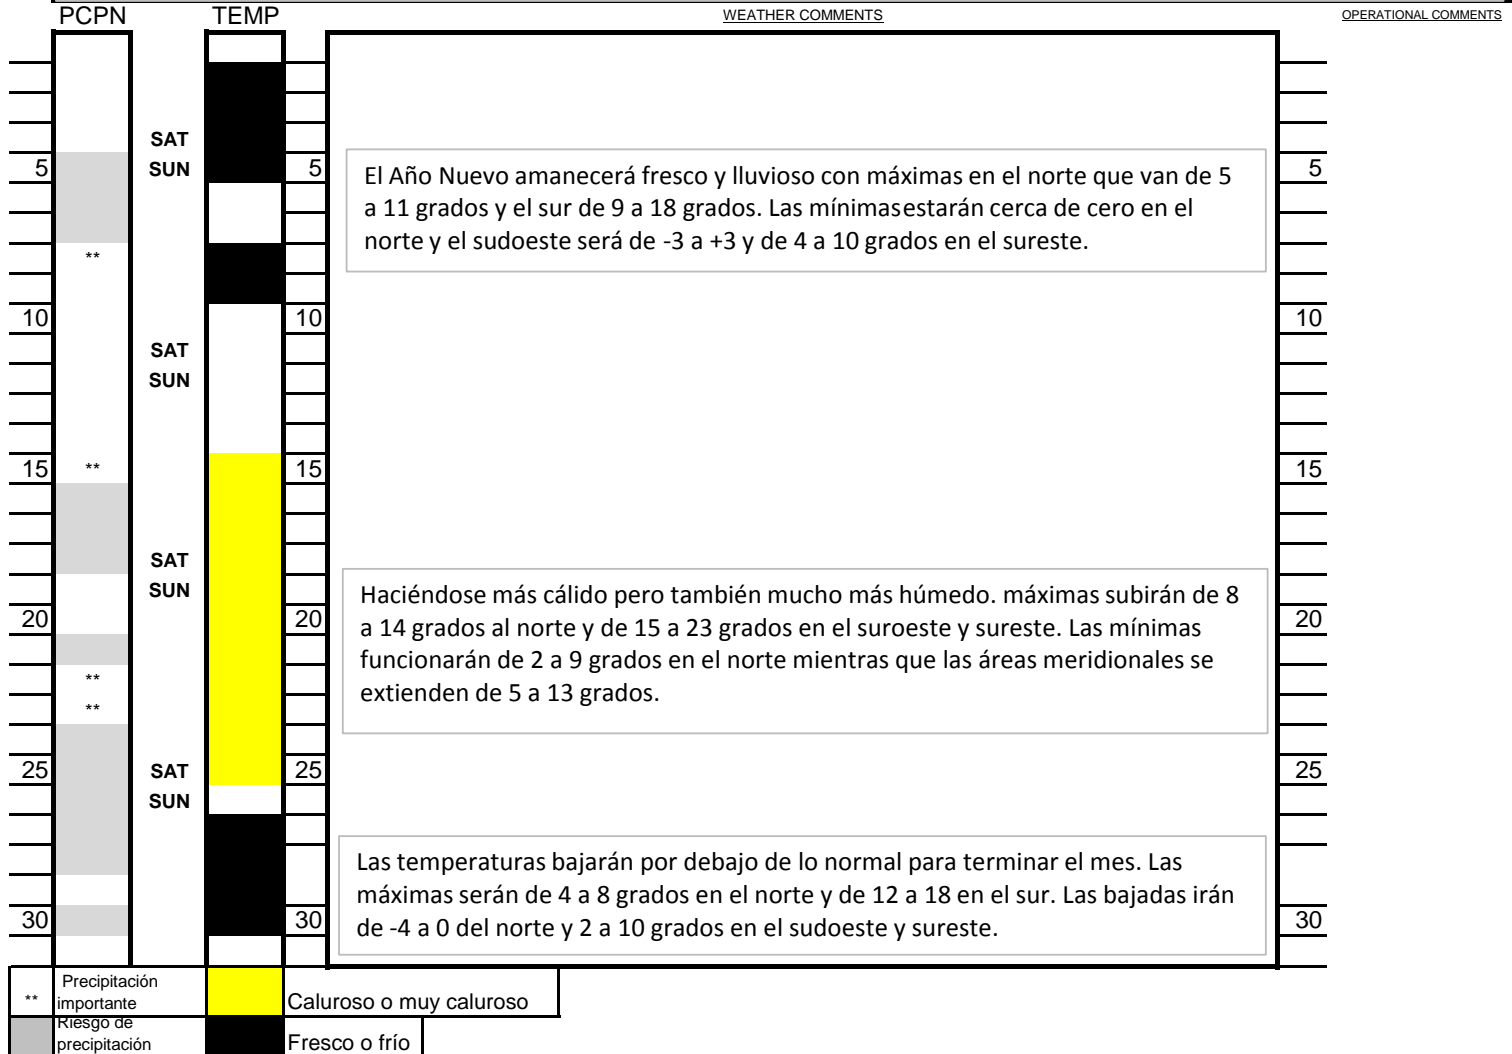 PCPN TEMP WEATHER COMMENTS OPERATIONAL COMMENTS
SAT
5 SUN 5 5
El Año Nuevo amanecerá fresco y lluvioso con máximas en el norte que van de 5
a 11 grados y el sur de 9 a 18 grados. Las mínimasestarán cerca de cero en el
norte y el sudoeste será de -3 a +3 y de 4 a 10 grados en el sureste.
**
10 10 10
SAT
SUN
15 ** 15 15
SAT
SUN
Haciéndose más cálido pero también mucho más húmedo. máximas subirán de 8
a 14 grados al norte y de 15 a 23 grados en el suroeste y sureste. Las mínimas
funcionarán de 2 a 9 grados en el norte mientras que las áreas meridionales se
extienden de 5 a 13 grados.
20 20 20
**
**
25 SAT 25 25
SUN
Las temperaturas bajarán por debajo de lo normal para terminar el mes. Las
máximas serán de 4 a 8 grados en el norte y de 12 a 18 en el sur. Las bajadas irán
de -4 a 0 del norte y 2 a 10 grados en el sudoeste y sureste.
30 30 30
** Precipitación
importante
Caluroso o muy caluroso
Riesgo de
precipitación
Fresco o frío